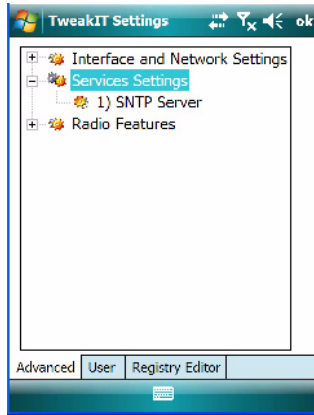 TweakIT Settings ok
Interface and Network Settings
Services Settings
1) SNTP Server
Radio Features
Advanced User Registry Editor